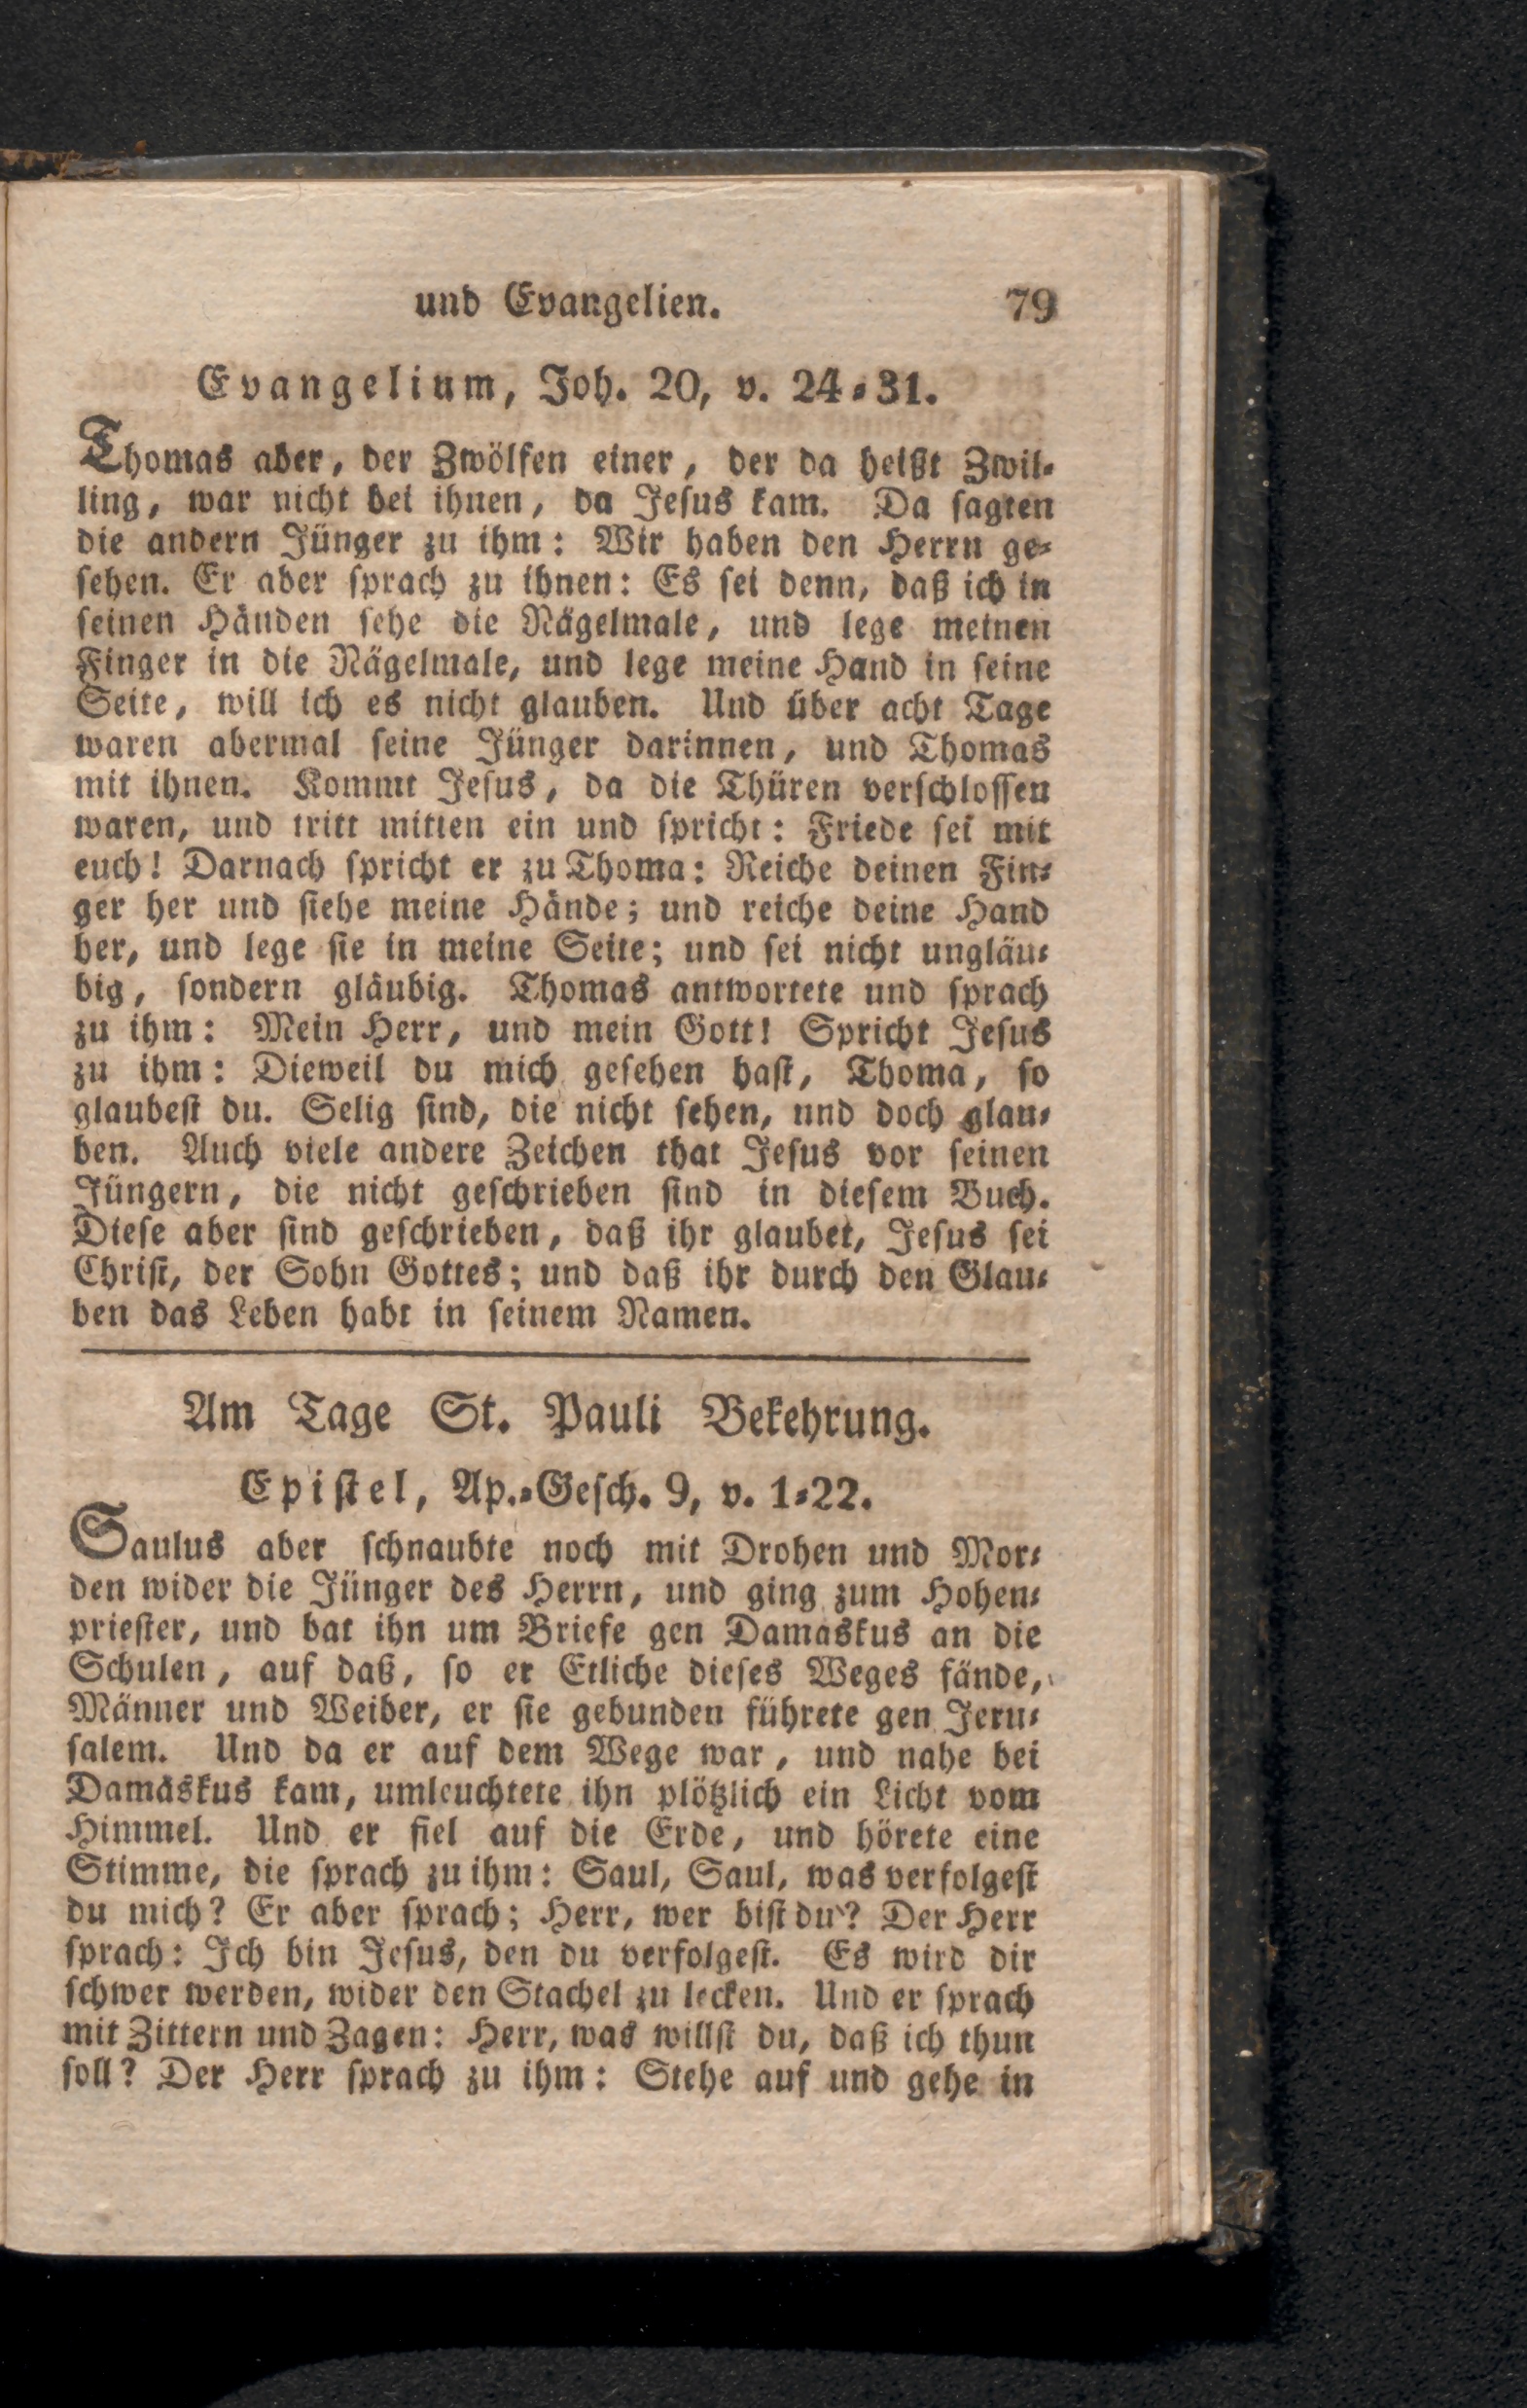 und Evangelien. 79
Evangelium, Joh. 20, v. 24⸗31.
Thomas aber, der Zwölfen einer, der da heißt Zwil⸗
ling, war nicht bei ihnen, da Jeſus kam. Da ſagten
die andern Jünger zu ihm: Wir haben den Herrn ge⸗
ſehen. Er aber ſprach zu ihnen: Es ſei denn, daß ich in
ſeinen Händen ſehe die Nägelmale, und lege meinen
Finger in die Nägelmale, und lege meine Hand in ſeine
Seite, will ich es nicht glauben. Und über acht Tage
waren abermal ſeine Jünger darinnen, und Thomas
mit ihnen. Kommt Jeſus, da die Thüren verſchloſſen
waren, und tritt mitten ein und ſpricht: Friede ſei mit
euch! Darnach ſpricht er zu Thoma: Reiche deinen Fin⸗
ger her und ſiehe meine Hände; und reiche deine Hand
her, und lege ſie in meine Seite; und ſei nicht ungläu⸗
big, ſondern gläubig. Thomas antwortete und ſprach
zu ihm: Mein Herr, und mein Gott! Spricht Jeſus
zu ihm: Dieweil du mich geſehen haſt, Thoma, ſo
glaubeſt du. Selig ſind, die nicht ſehen, und doch glau⸗
ben. Auch viele andere Zeichen that Jeſus vor ſeinen
Jüngern, die nicht geſchrieben ſind in dieſem Buch.
Dieſe aber ſind geſchrieben, daß ihr glaubet, Jeſus ſei
Chriſt, der Sohn Gottes; und daß ihr durch den Glau⸗
ben das Leben habt in ſeinem Namen.
Am Tage St. Pauli Bekehrung.
Epiſtel, Ap.⸗Geſch. 9, v. 1⸗22.
Saulus aber ſchnaubte noch mit Drohen und Mor⸗
den wider die Jünger des Herrn, und ging zum Hohen⸗
prieſter, und bat ihn um Briefe gen Damaskus an die
Schulen, auf daß, ſo er Etliche dieſes Weges fände,
Männer und Weiber, er ſie gebunden führete gen Jeru⸗
ſalem. Und da er auf dem Wege war, und nahe bei
Damaskus kam, umleuchtete ihn plötzlich ein Licht vom
Himmel. Und er fiel auf die Erde, und hörete eine
Stimme, die ſprach zu ihm: Saul, Saul, was verfolgeſt
du mich? Er aber ſprach; Herr, wer biſt du? Der Herr
ſprach: Ich bin Jeſus, den du verfolgeſt. Es wird dir
ſchwer werden, wider den Stachel zu lecken. Und er ſprach
mit Zittern und Zagen: Herr, was willſt du, daß ich thun
ſoll? Der Herr ſprach zu ihm: Stehe auf und gehe in